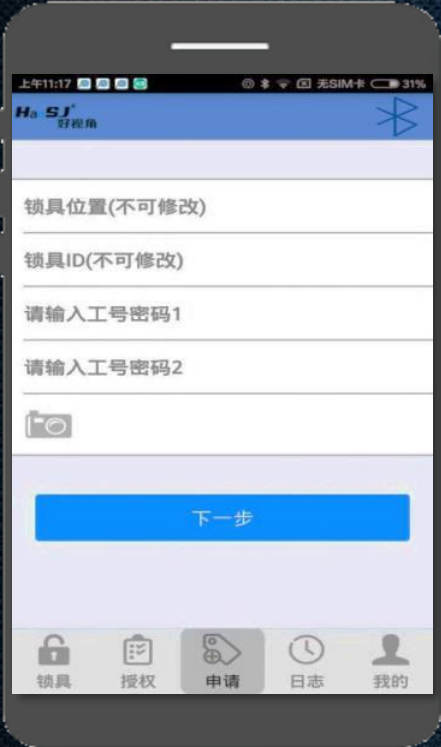 上午11:17
无SIM卡 31%
Ha SJ
好视角
锁具位置(不可修改)
锁具ID(不可修改)
请输入工号密码1
请输入工号密码2
下一步
锁具 授权 申请 日志 我的